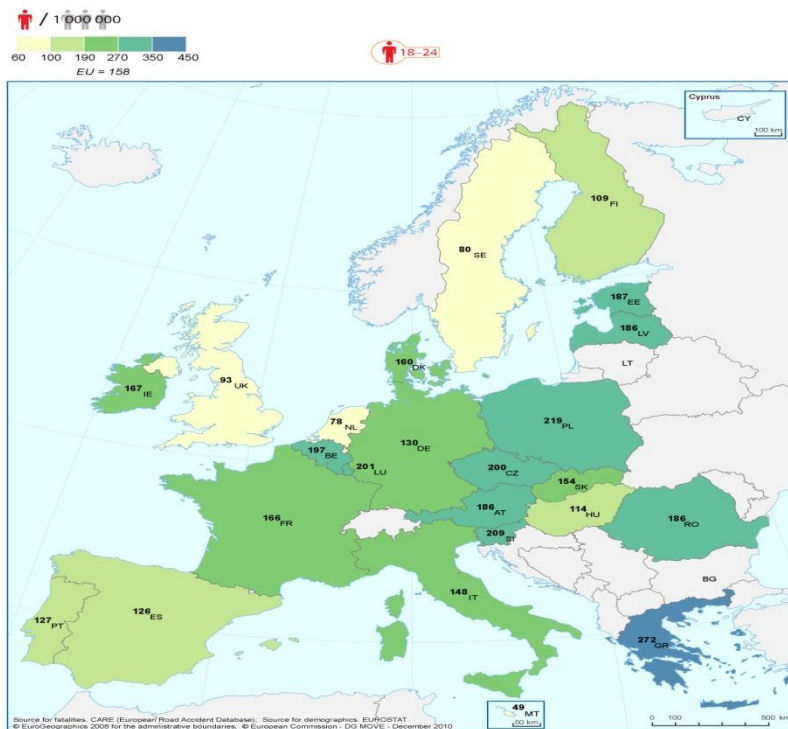 / 1 000 000
60 100 190 270 350 450
EU = 158
18–24
Cyprus
CY
100 km
109 FI
80 SE
187 EE
186 LV
LT
160 DK
167 IE
93 UK
78 NL
219 PL
197 BE
130 DE
201 LU
200 CZ
154 SK
186 AT
114 HU
166 FR
186 RO
209 SI
148 IT
BG
126 ES
127 PT
272 GR
49 MT
50 km
0 100 200 300 400 500 km
Source for fatalities. CARE (European Road Accident Database); Source for demographics. EUROSTAT
© EuroGeographics 2008 for the administrative boundaries; © European Commission - DG MOVE - December 2010